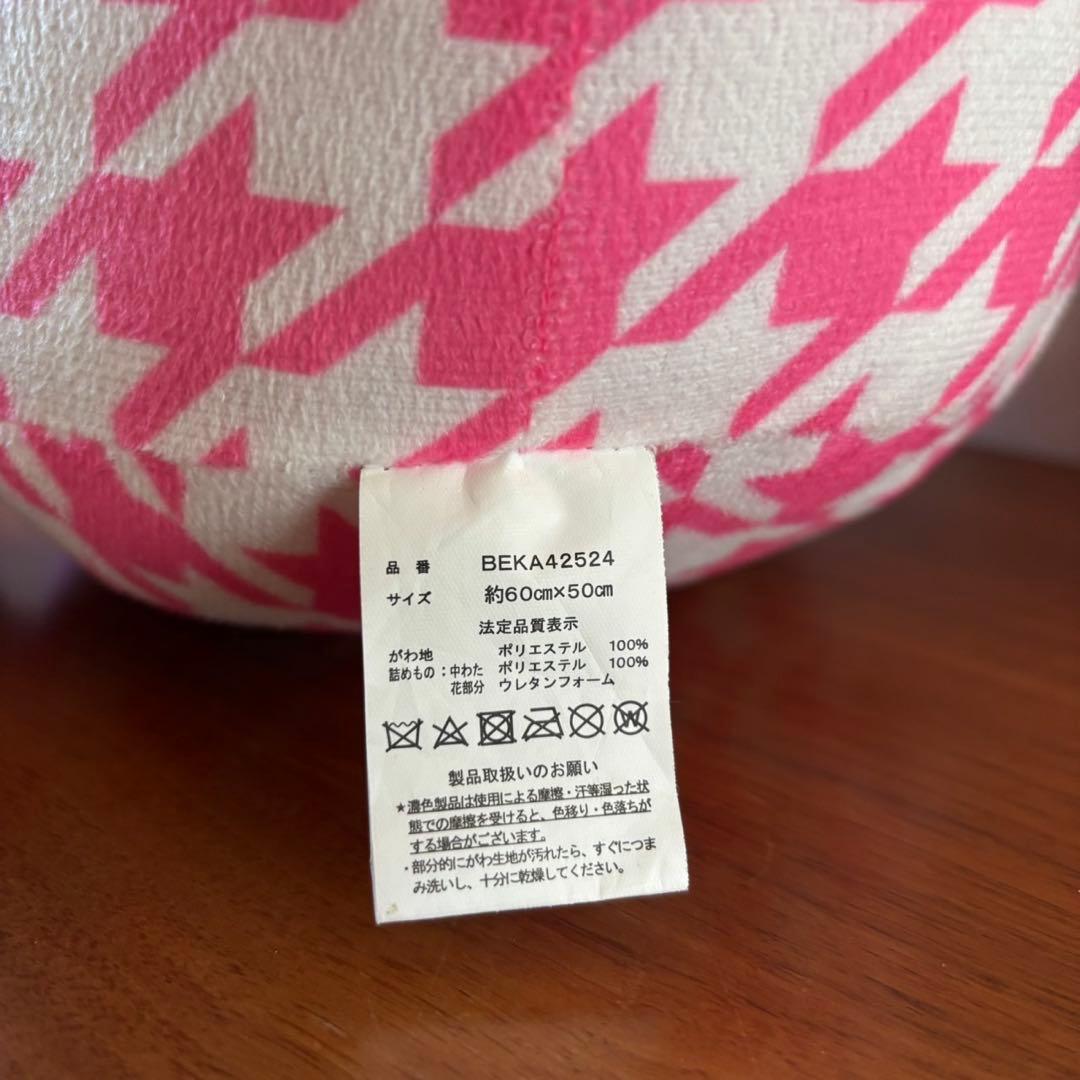 品 番 BEKA42524
サイズ 約60㎝×50㎝
法定品質表示
がわ地 ポリエステル 100%
詰めもの：中わた ポリエステル 100%
花部分 ウレタンフォーム
W
製品取扱いのお願い
★濃色製品は使用による摩擦・汗等湿った状
態での摩擦を受けると、色移り・色落ちが
する場合がございます。
・部分的にがわ生地が汚れたら、すぐにつま
み洗いし、十分に乾燥してください。